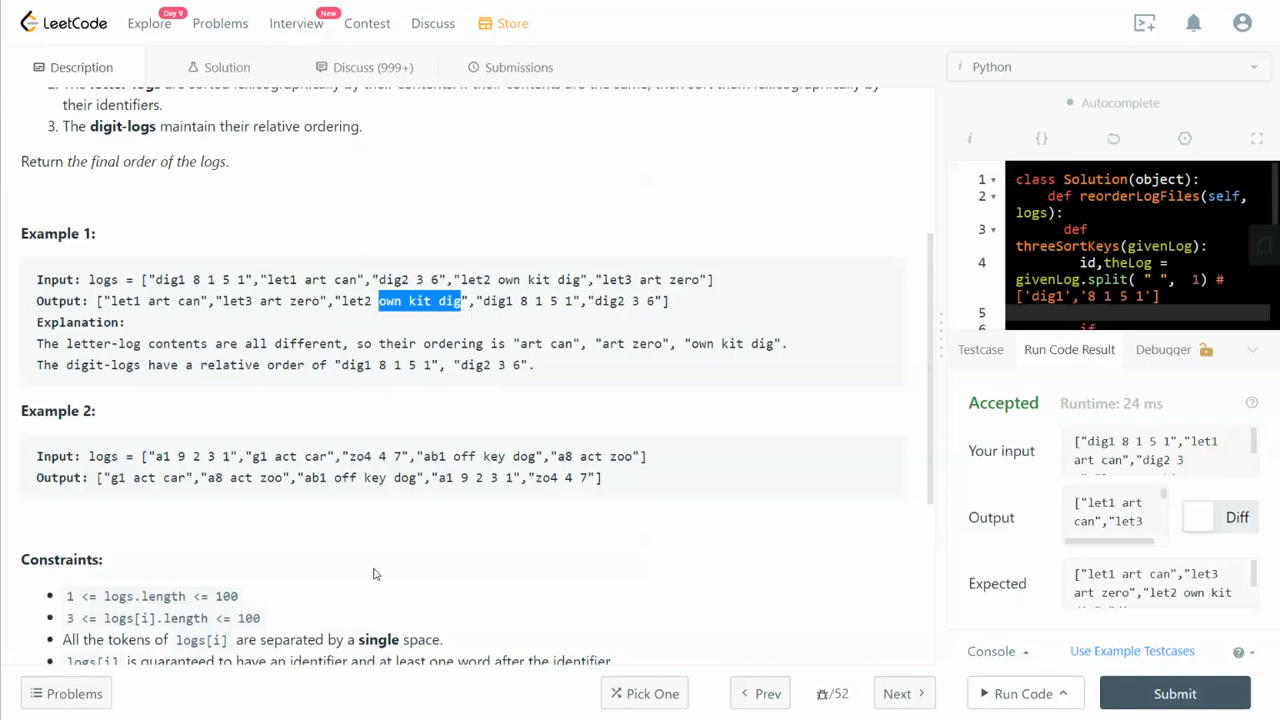 LeetCode
Explore
Day 9
Problems
Interview
New
Contest
Discuss
Store
Description
Solution
Discuss (999+)
Submissions
i Python
their identifiers.
3. The digit-logs maintain their relative ordering.
Return the final order of the logs.
Example 1:
Input: logs = ["dig1 8 1 5 1","let1 art can","dig2 3 6","let2 own kit dig","let3 art zero"]
Output: ["let1 art can","let3 art zero","let2 own kit dig","dig1 8 1 5 1","dig2 3 6"]
Explanation:
The letter-log contents are all different, so their ordering is "art can", "art zero", "own kit dig".
The digit-logs have a relative order of "dig1 8 1 5 1", "dig2 3 6".
Example 2:
Input: logs = ["a1 9 2 3 1","g1 act car","zo4 4 7","ab1 off key dog","a8 act zoo"]
Output: ["g1 act car","a8 act zoo","ab1 off key dog","a1 9 2 3 1","zo4 4 7"]
Constraints:
1 <= logs.length <= 100
3 <= logs[i].length <= 100
All the tokens of logs[i] are separated by a single space.
logs[i] is guaranteed to have an identifier and at least one word after the identifier
Problems
Pick One
Prev
/52
Next
Autocomplete
i {}
1 class Solution(object):
2 def reorderLogFiles(self,
logs):
3 def
threeSortKeys(givenLog):
4 id,theLog =
givenLog.split( " ", 1) #
['dig1','8 1 5 1']
5
6 if
Testcase
Run Code Result
Debugger
Accepted
Runtime: 24 ms
Your input
["dig1 8 1 5 1","let1
art can","dig2 3
Output
["let1 art
can","let3
Diff
Expected
["let1 art can","let3
art zero","let2 own kit
Console
Use Example Testcases
Run Code
Submit